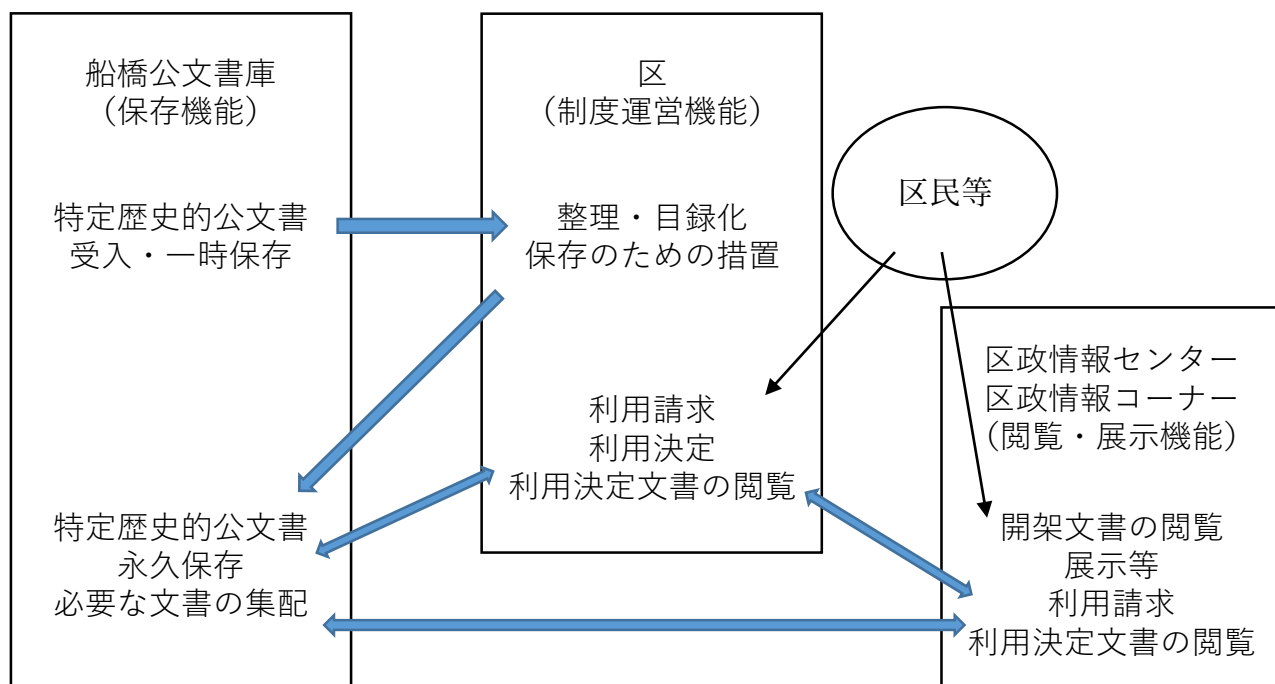 船橋公文書庫
（保存機能）
特定歴史的公文書
受入・一時保存
特定歴史的公文書
永久保存
必要な文書の集配
区
（制度運営機能）
整理・目録化
保存のための措置
利用請求
利用決定
利用決定文書の閲覧
区民等
区政情報センター
区政情報コーナー
（閲覧・展示機能）
開架文書の閲覧
展示等
利用請求
利用決定文書の閲覧